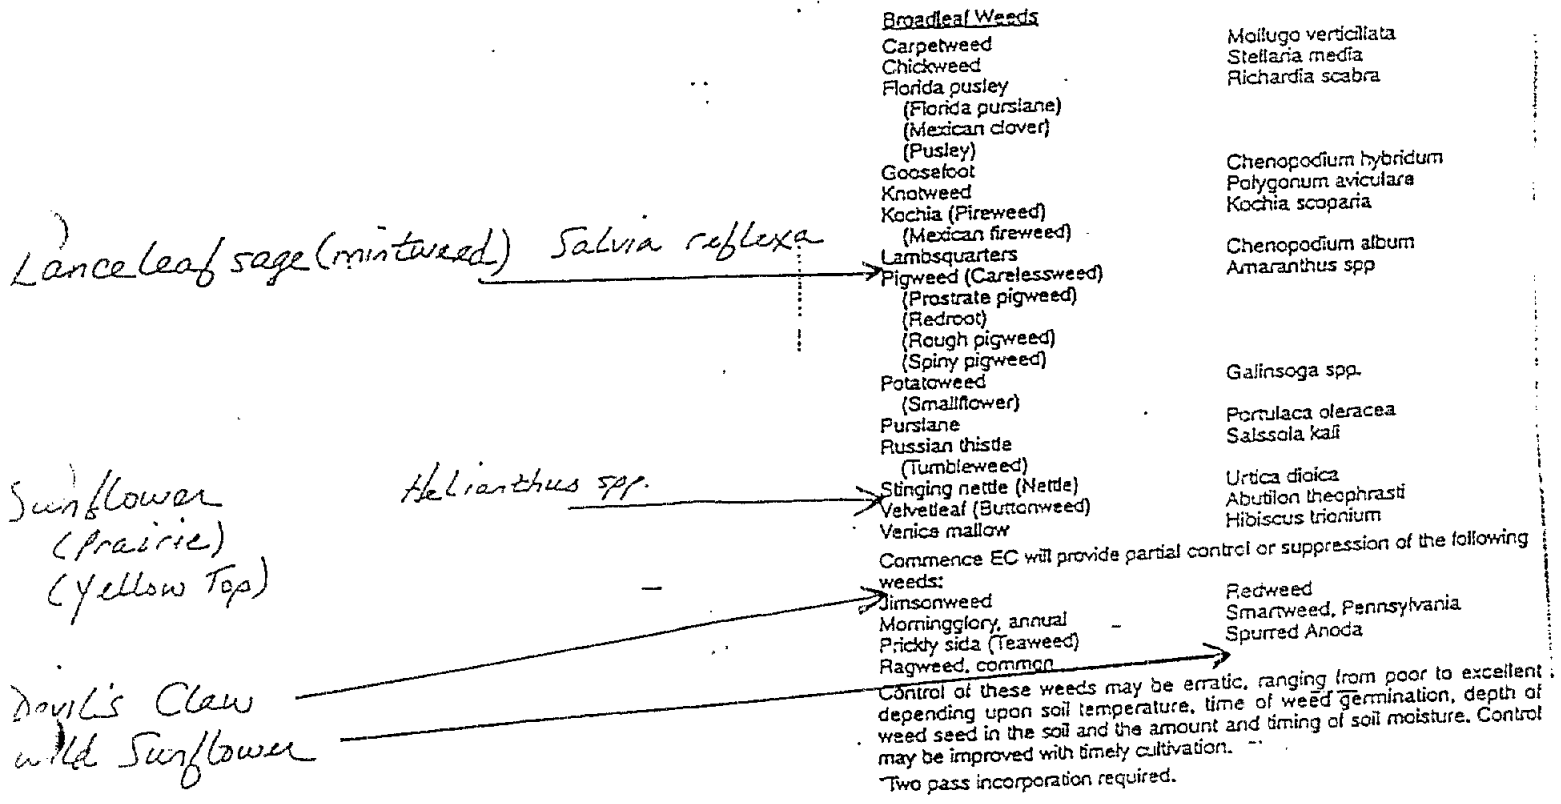 Broadleaf Weeds
Carpetweed Mollugo verticillata
Chickweed Stellaria media
Florida pusley Richardia scabra
(Florida purslane)
(Mexican clover)
(Pusley)
Goosefoot Chenopodium hybridum
Knotweed Polygonum aviculare
Kochia (Fireweed) Kochia scoparia
(Mexican fireweed)
Lambsquarters Chenopodium album
Lanceleaf sage (mintweed) Salvia reflexa
Pigweed (Carelessweed) Amaranthus spp
(Prostrate pigweed)
(Redroot)
(Rough pigweed)
(Spiny pigweed)
Potatoweed Galinsoga spp.
(Smallflower)
Purslane Portulaca oleracea
Russian thistle Salssola kali
(Tumbleweed)
Stinging nettle (Nettle) Urtica dioica
Sunflower Helianthus spp.
(Prairie)
(Yellow Top)
Velvetleaf (Buttonweed) Abutilon theophrasti
Venice mallow Hibiscus trionium
Commence EC will provide partial control or suppression of the following
weeds:
Devil's Claw
Jimsonweed Redweed
Morningglory, annual Smartweed, Pennsylvania
Prickly sida (Teaweed) Spurred Anoda
Ragweed, common
wild Sunflower
Control of these weeds may be erratic, ranging from poor to excellent
depending upon soil temperature, time of weed germination, depth of
weed seed in the soil and the amount and timing of soil moisture. Control
may be improved with timely cultivation.
*Two pass incorporation required.